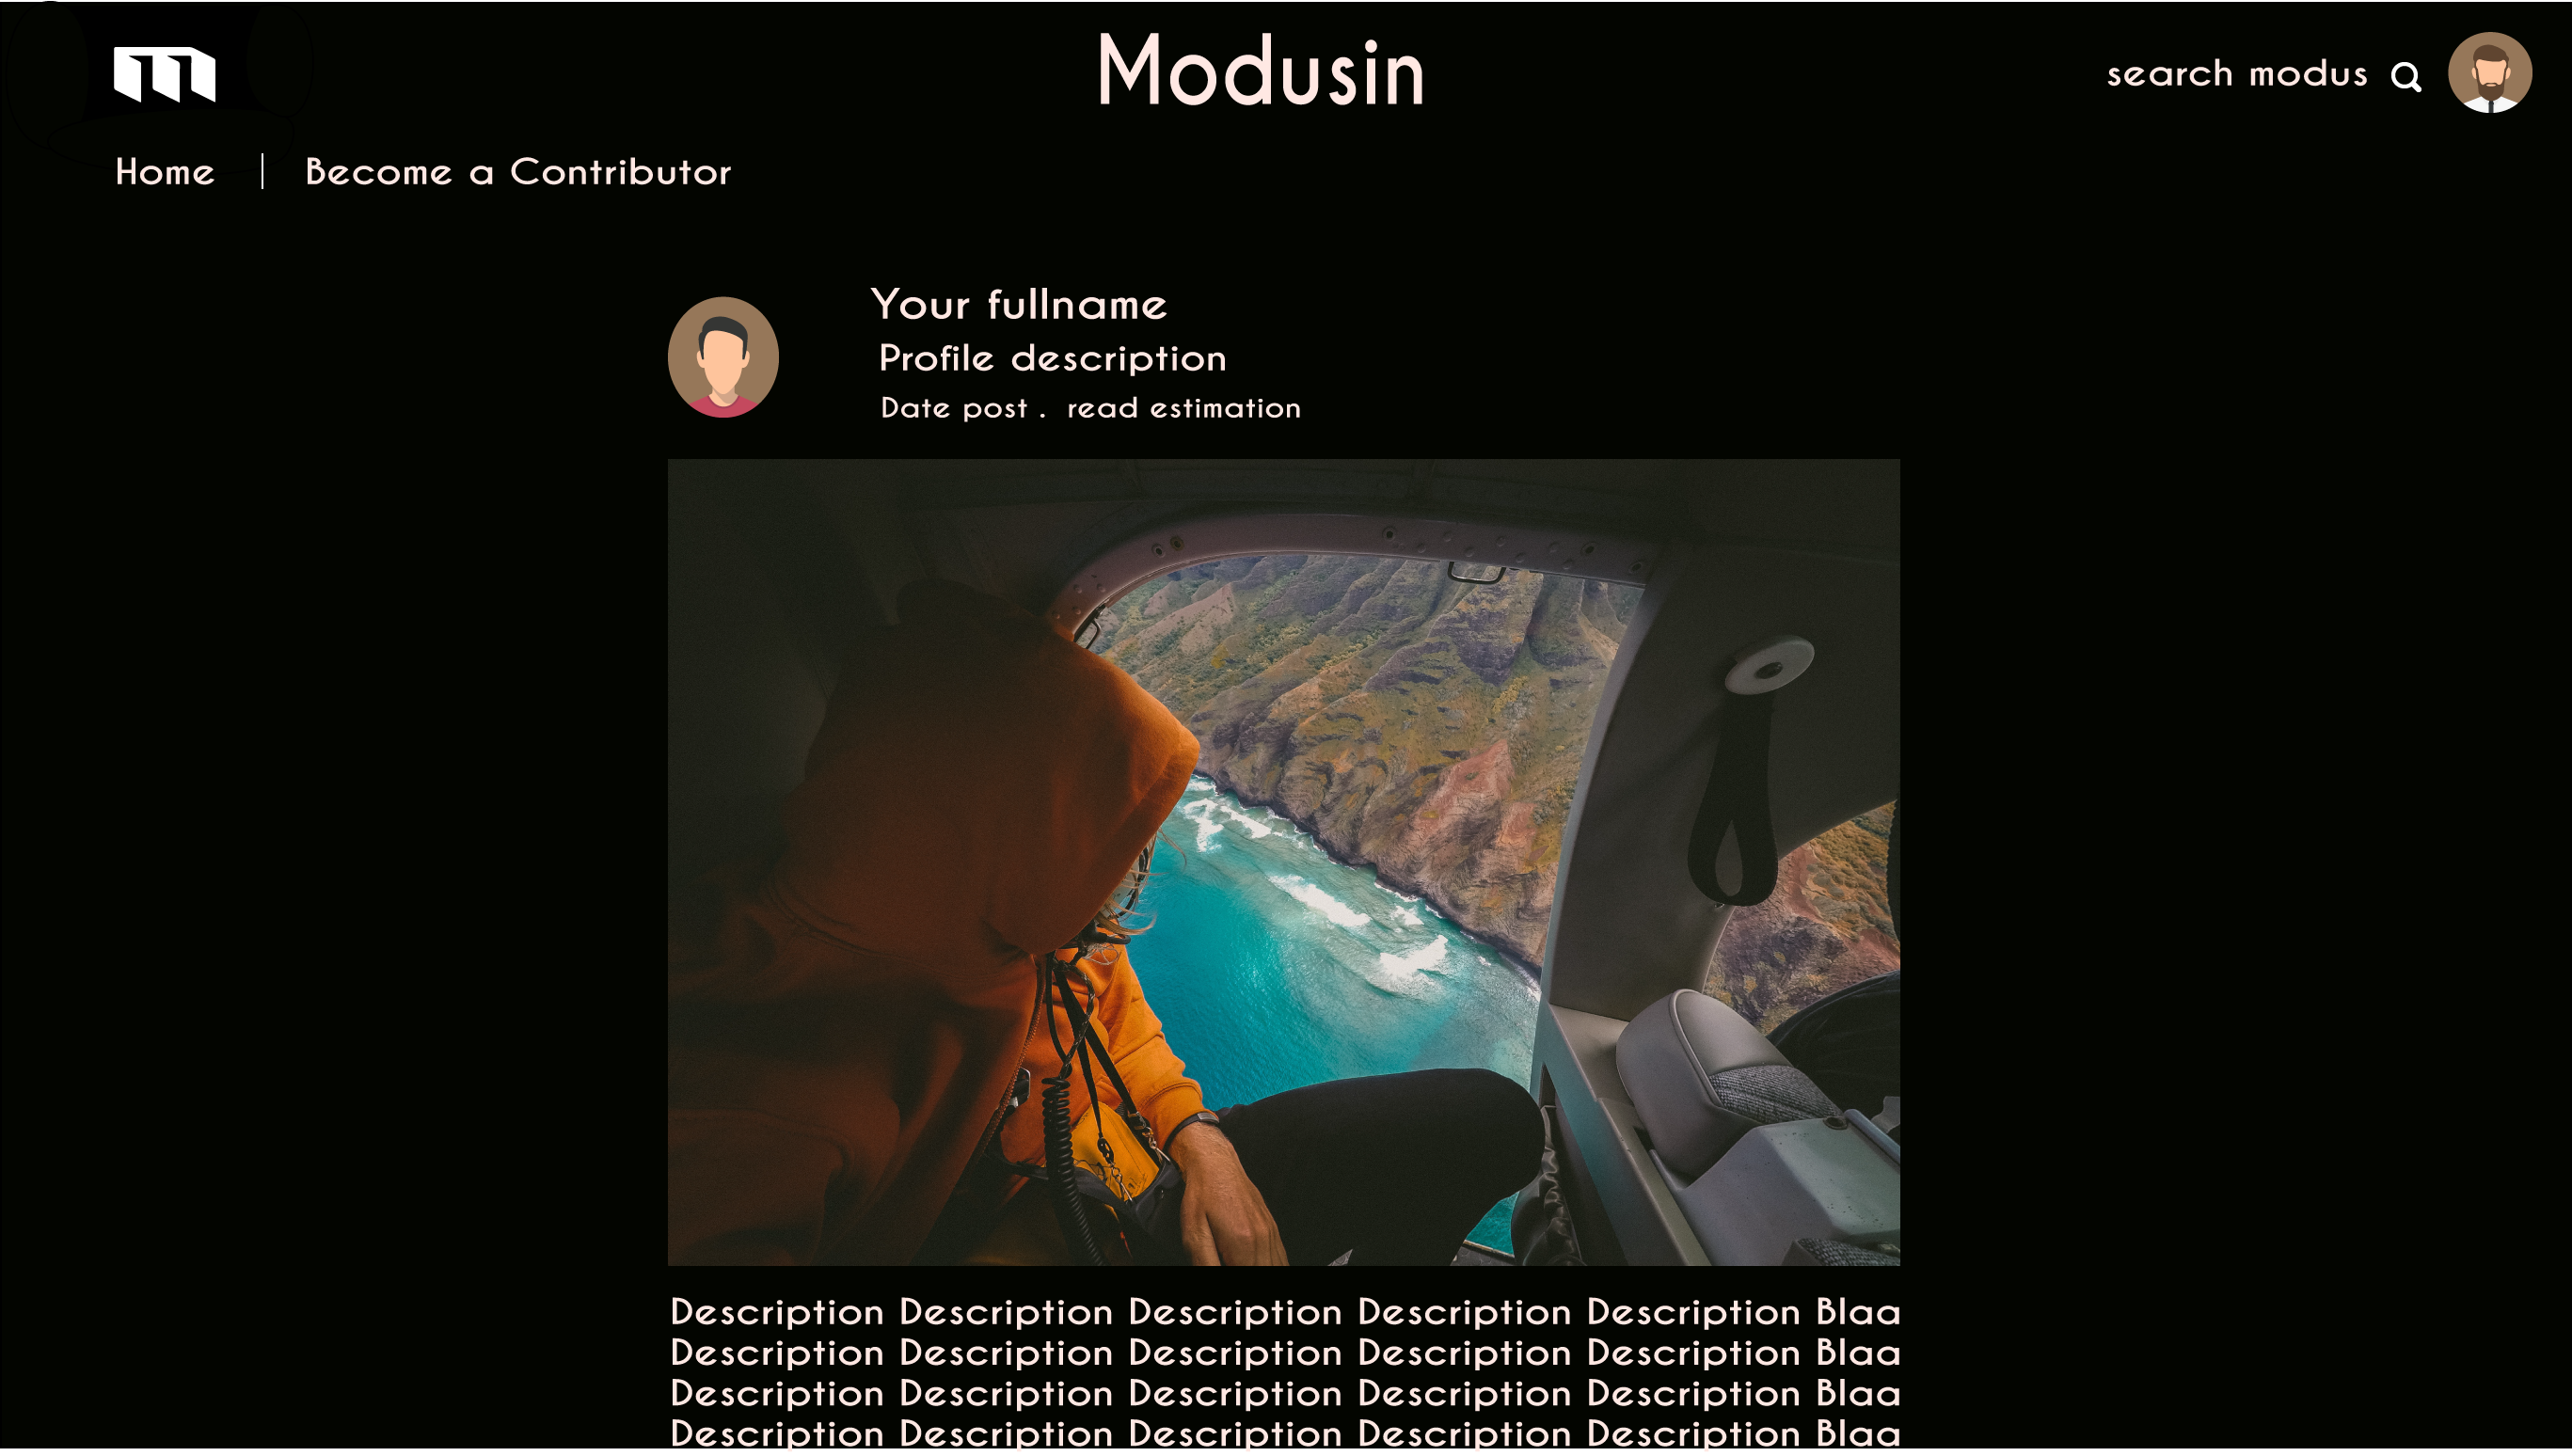 Modusin
search modus
Home | Become a Contributor
Your fullname
Profile description
Date post . read estimation
Description Description Description Description Description Blaa
Description Description Description Description Description Blaa
Description Description Description Description Description Blaa
Description Description Description Description Description Blaa